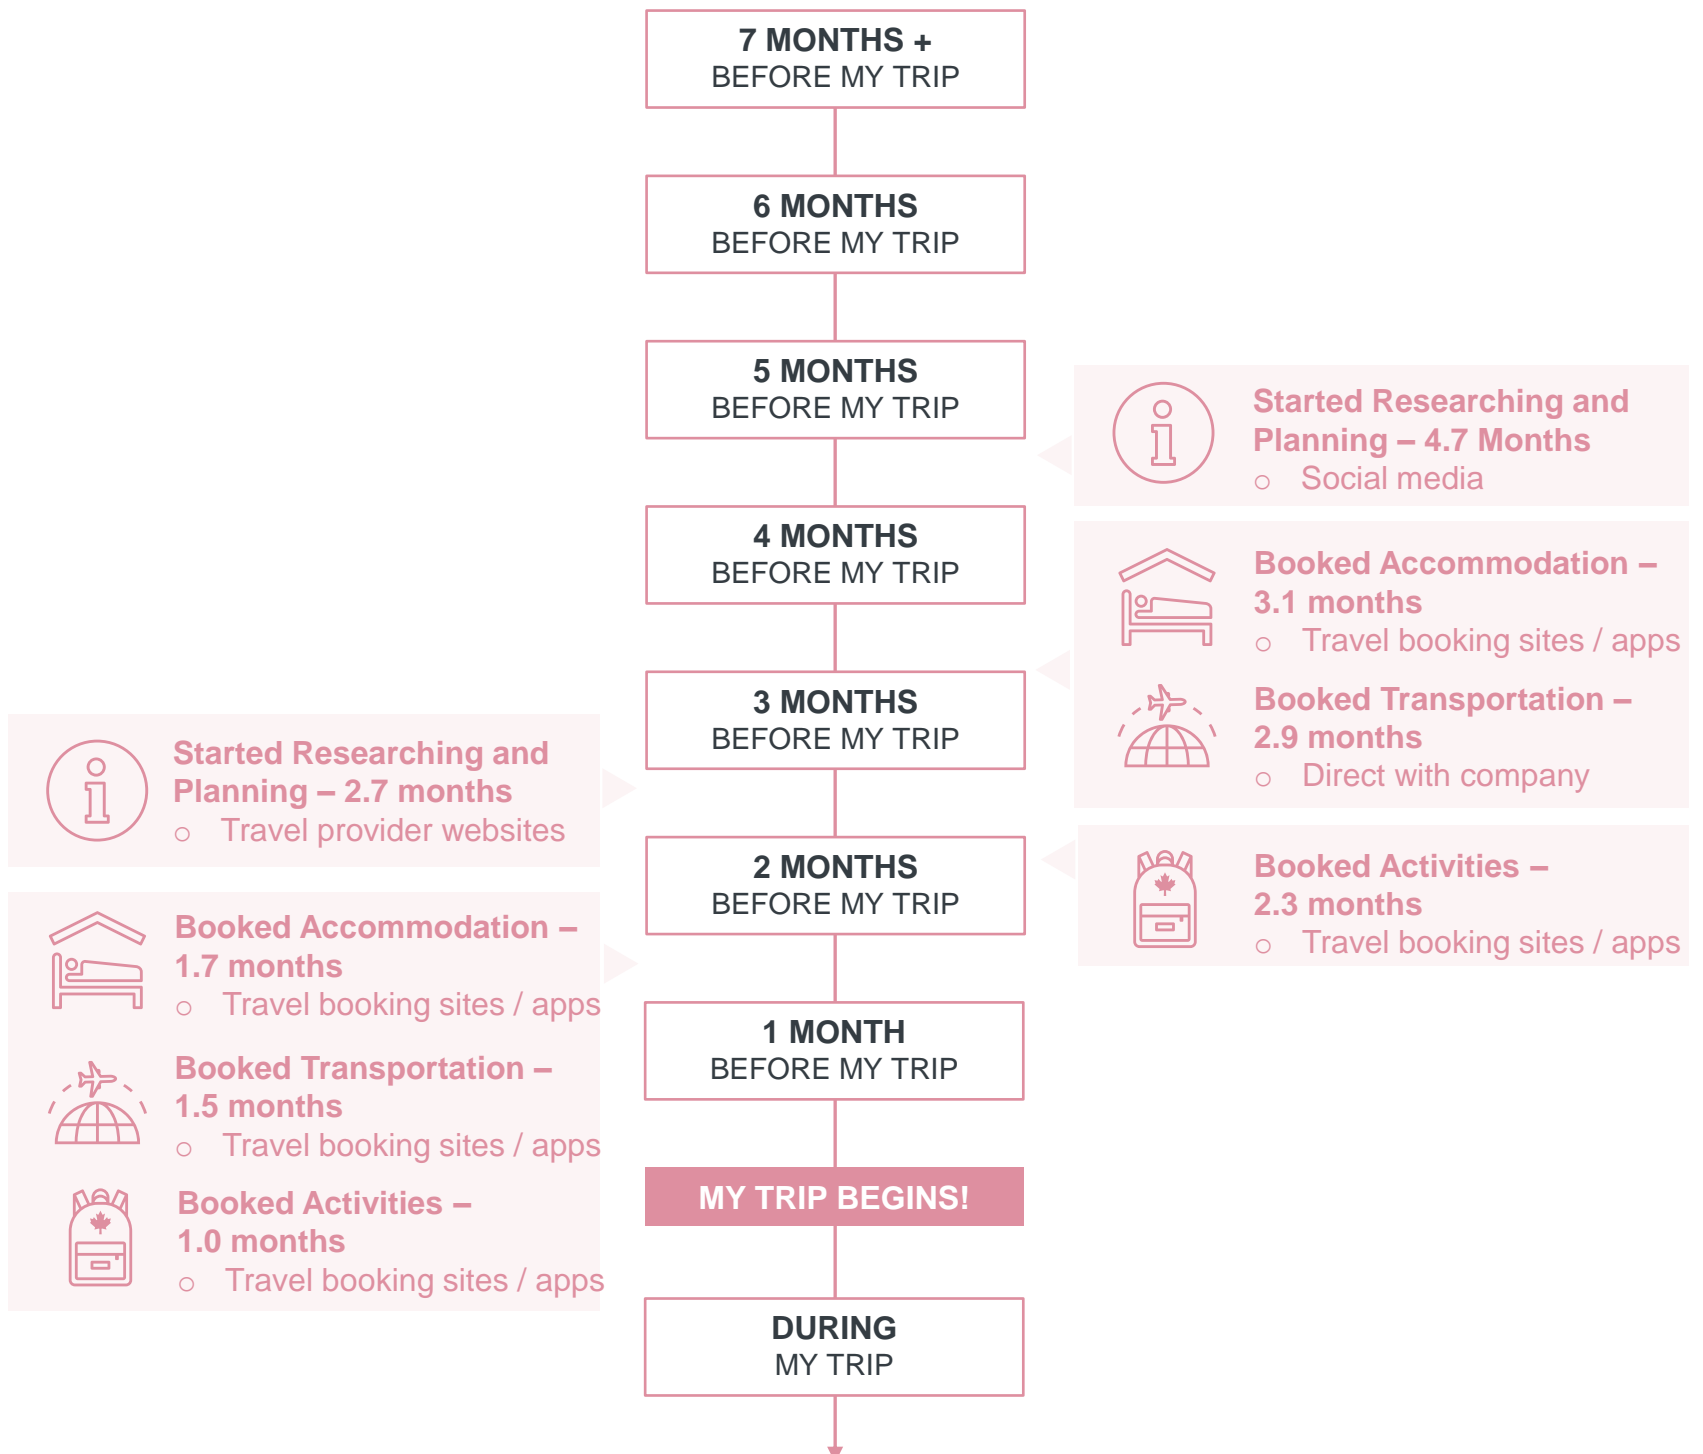 7 MONTHS +
BEFORE MY TRIP
6 MONTHS
BEFORE MY TRIP
5 MONTHS
BEFORE MY TRIP
4 MONTHS
BEFORE MY TRIP
3 MONTHS
BEFORE MY TRIP
2 MONTHS
BEFORE MY TRIP
1 MONTH
BEFORE MY TRIP
MY TRIP BEGINS!
DURING
MY TRIP
Started Researching and
Planning – 2.7 months
o Travel provider websites
Booked Accommodation –
1.7 months
o Travel booking sites / apps
Booked Transportation –
1.5 months
o Travel booking sites / apps
Booked Activities –
1.0 months
o Travel booking sites / apps
Started Researching and
Planning – 4.7 Months
o Social media
Booked Accommodation –
3.1 months
o Travel booking sites / apps
Booked Transportation –
2.9 months
o Direct with company
Booked Activities –
2.3 months
o Travel booking sites / apps